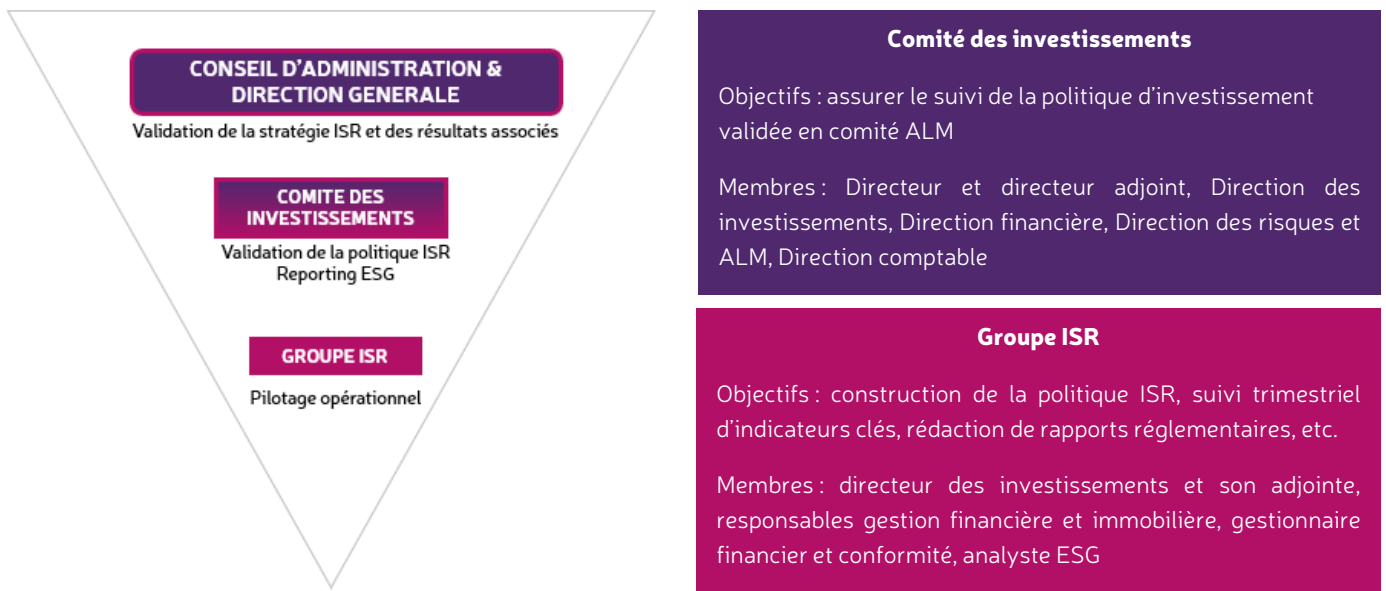 CONSEIL D'ADMINISTRATION &
DIRECTION GENERALE
Validation de la stratégie ISR et des résultats associés
COMITE DES
INVESTISSEMENTS
Validation de la politique ISR
Reporting ESG
GROUPE ISR
Pilotage opérationnel
Comité des investissements
Objectifs : assurer le suivi de la politique d'investissement
validée en comité ALM
Membres : Directeur et directeur adjoint, Direction des
investissements, Direction financière, Direction des risques et
ALM, Direction comptable
Groupe ISR
Objectifs : construction de la politique ISR, suivi trimestriel
d'indicateurs clés, rédaction de rapports réglementaires, etc.
Membres : directeur des investissements et son adjointe,
responsables gestion financière et immobilière, gestionnaire
financier et conformité, analyste ESG